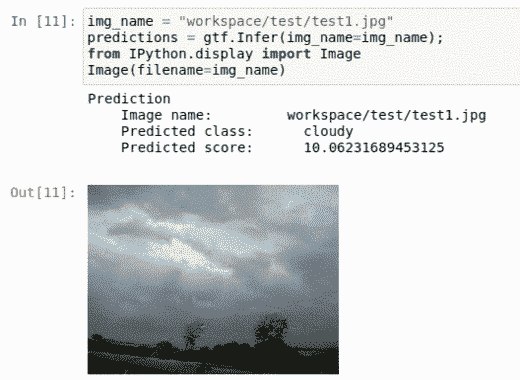 In [11]: img_name = "workspace/test/test1.jpg"
predictions = gtf.Infer(img_name=img_name);
from IPython.display import Image
Image(filename=img_name)
Prediction
Image name: workspace/test/test1.jpg
Predicted class: cloudy
Predicted score: 10.06231689453125
Out[11]: